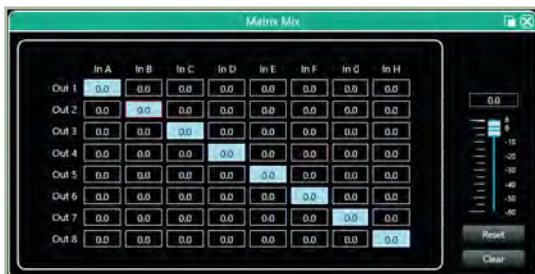 Matrix Mix
In A In B In C In D In E In F In G In H
Out 1 0.0 0.0 0.0 0.0 0.0 0.0 0.0 0.0
Out 2 0.0 0.0 0.0 0.0 0.0 0.0 0.0 0.0
Out 3 0.0 0.0 0.0 0.0 0.0 0.0 0.0 0.0
Out 4 0.0 0.0 0.0 0.0 0.0 0.0 0.0 0.0
Out 5 0.0 0.0 0.0 0.0 0.0 0.0 0.0 0.0
Out 6 0.0 0.0 0.0 0.0 0.0 0.0 0.0 0.0
Out 7 0.0 0.0 0.0 0.0 0.0 0.0 0.0 0.0
Out 8 0.0 0.0 0.0 0.0 0.0 0.0 0.0 0.0
0.0
0
-10
-20
-30
-40
-50
-60
Reset
Clear